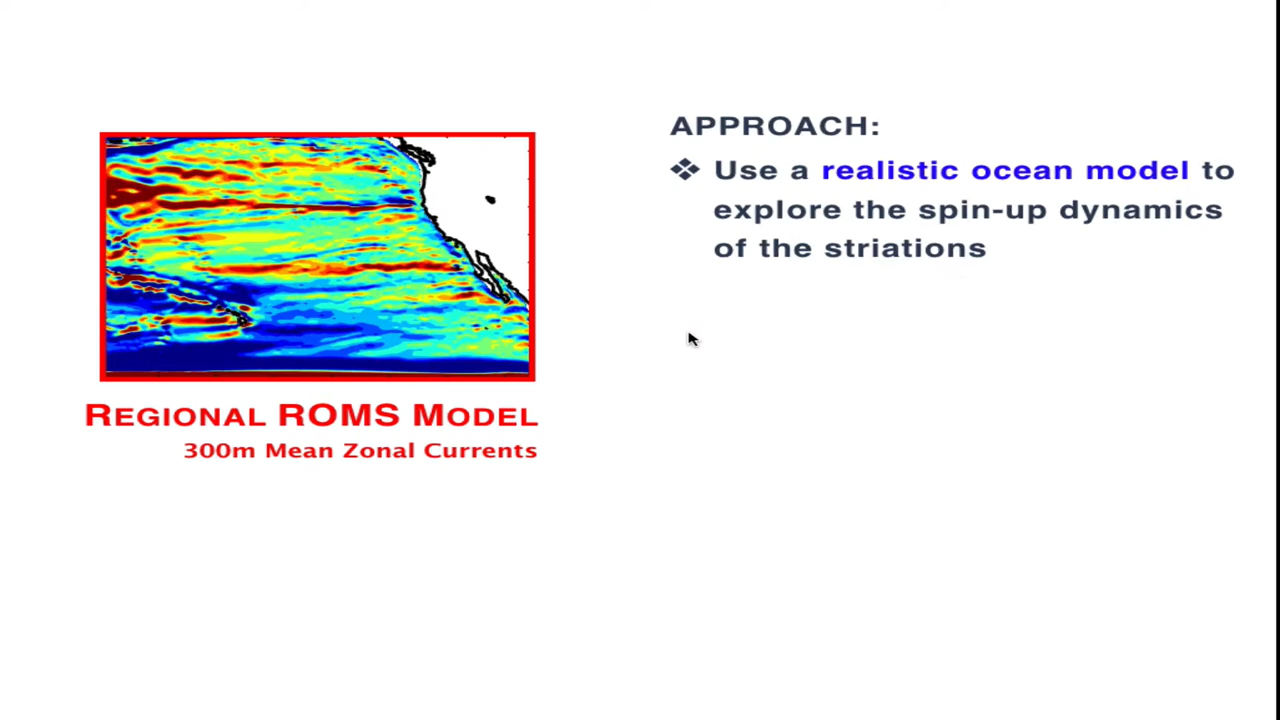 APPROACH:
❖ Use a realistic ocean model to
explore the spin-up dynamics
of the striations
REGIONAL ROMS MODEL
300m Mean Zonal Currents